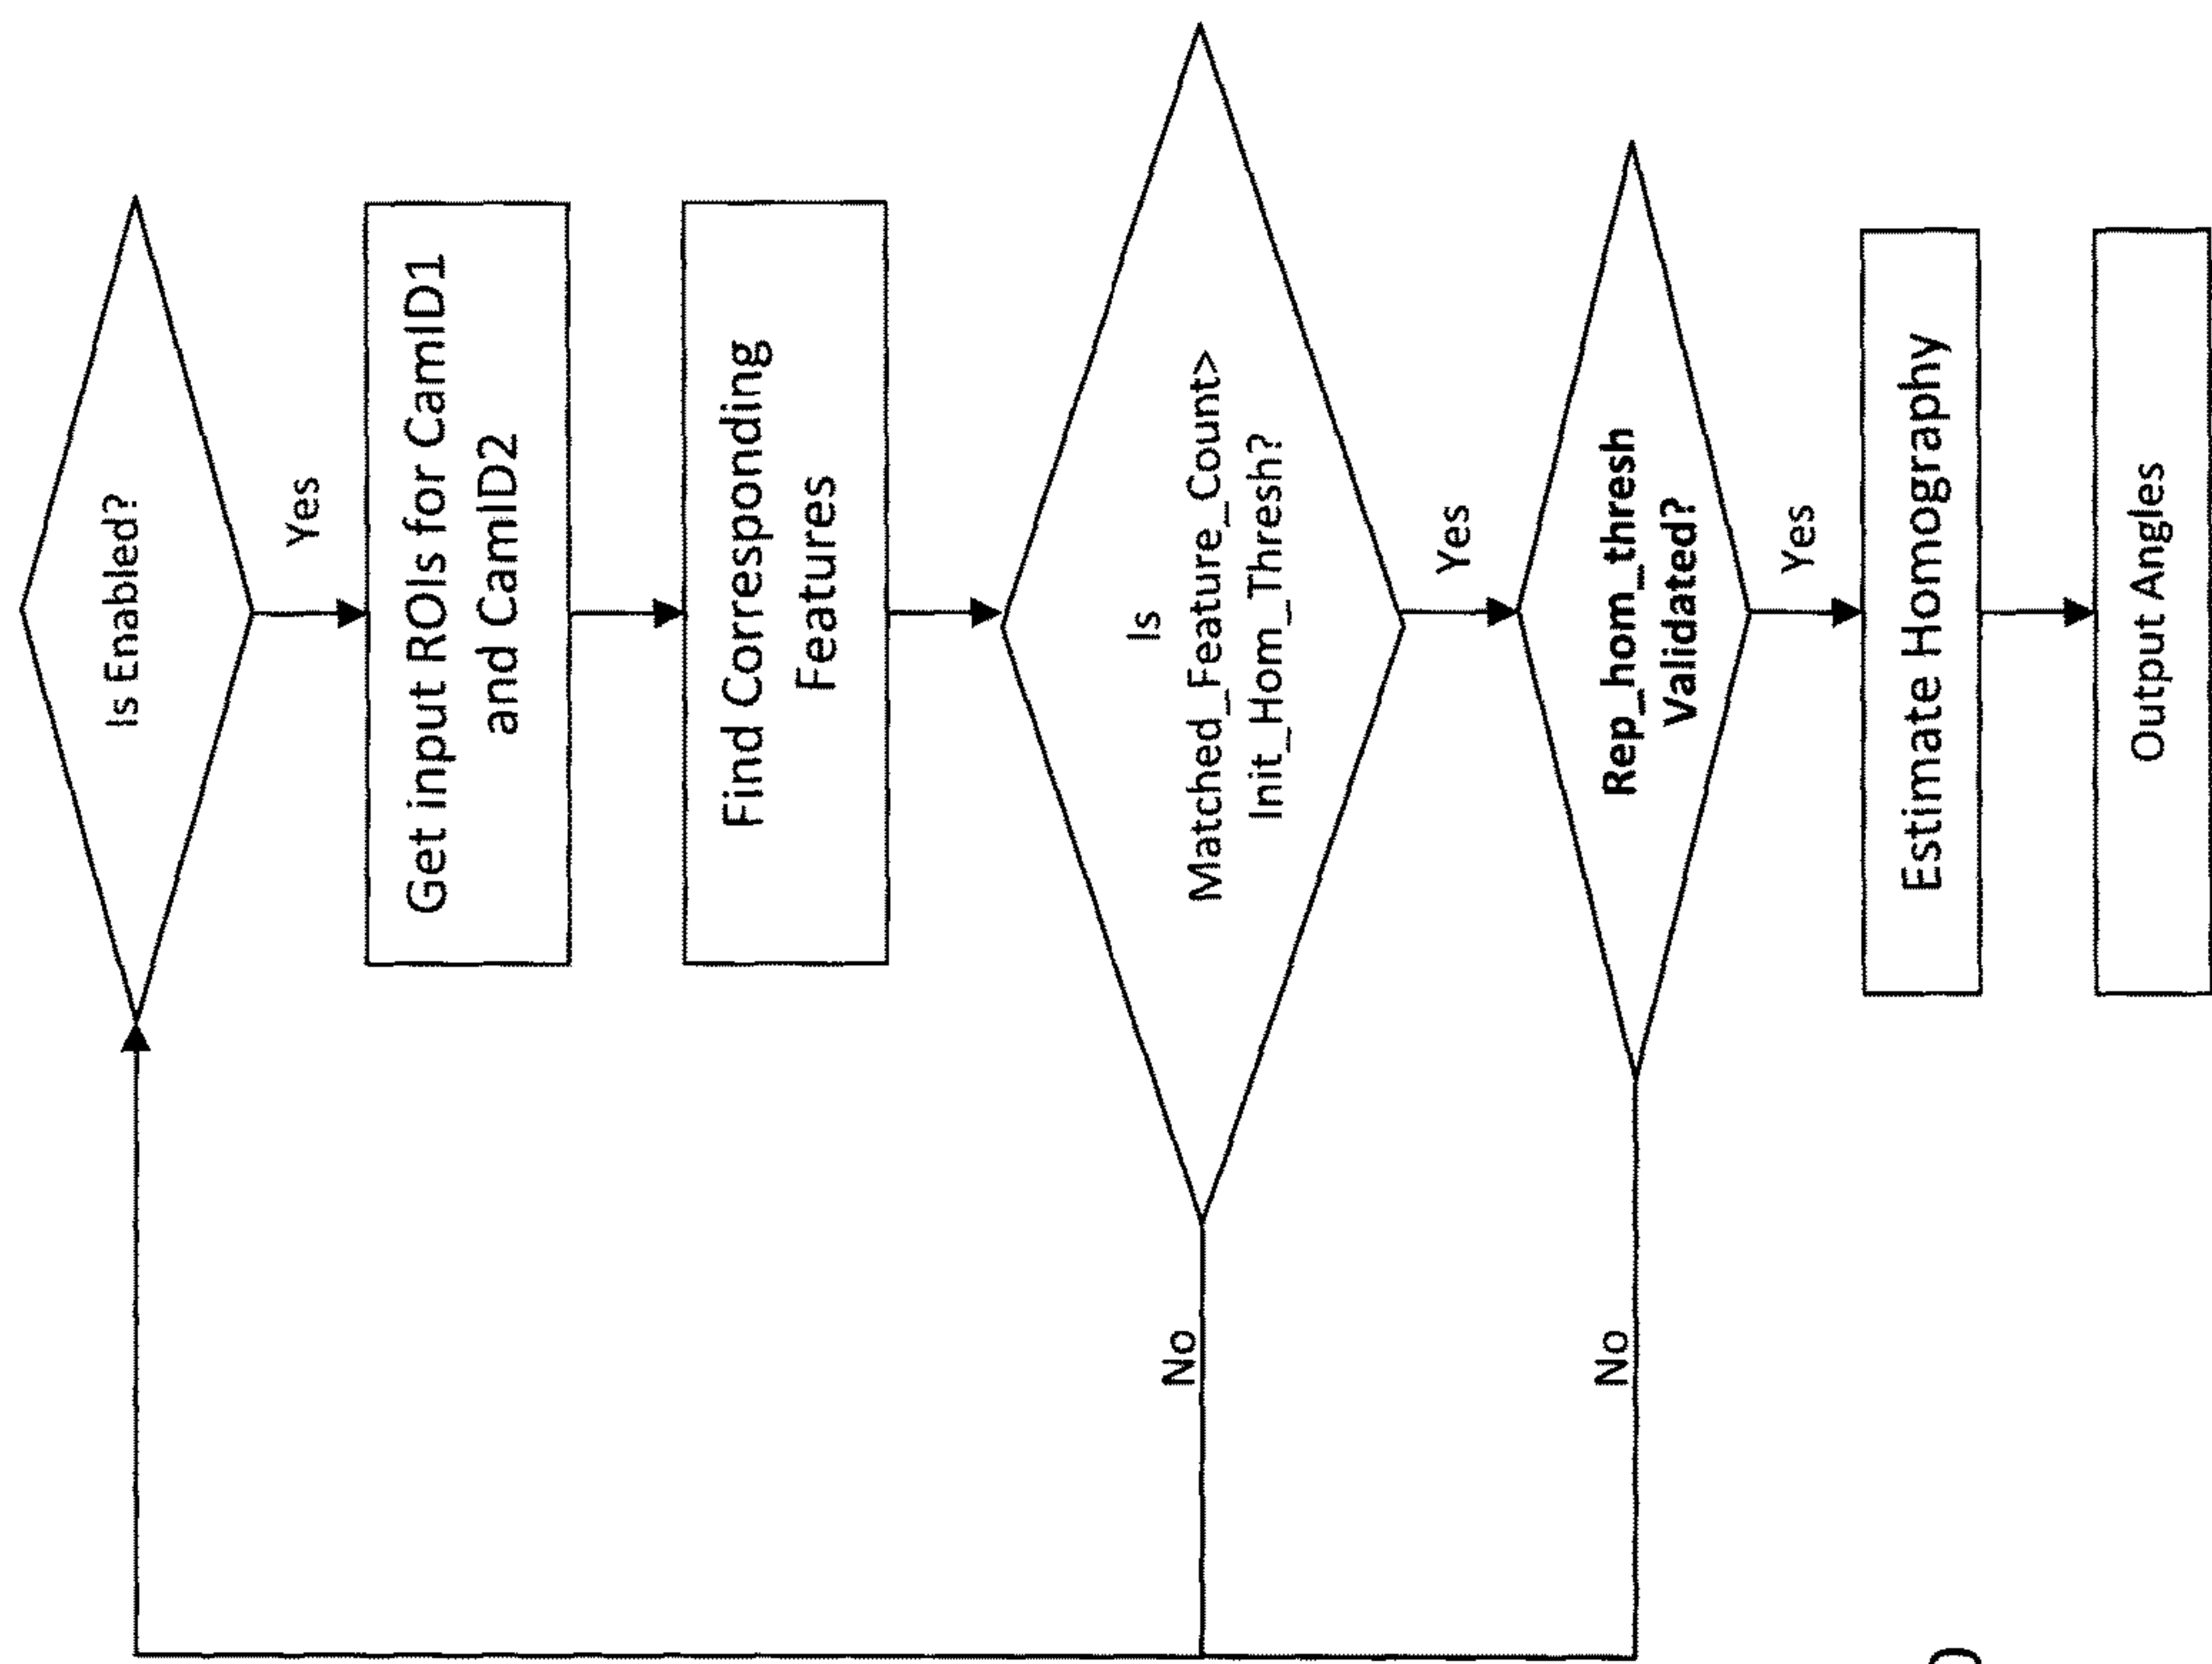 Is Enabled?
Yes
Get input ROIs for CamID1
and CamID2
Find Corresponding
Features
Is
Matched_Feature_Count>
Init_Hom_Thresh?
No
Yes
Rep_hom_thresh
Validated?
No
Yes
Estimate Homography
Output Angles